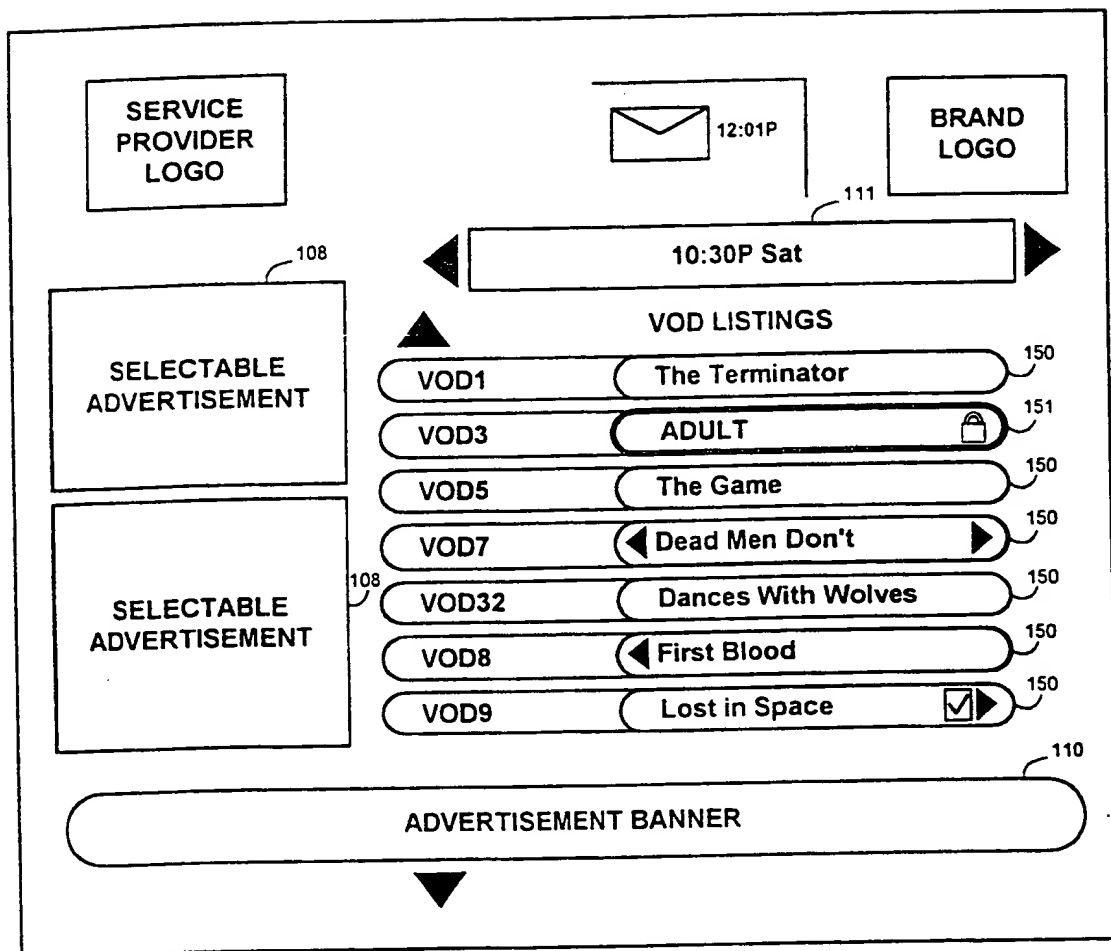 SERVICE
PROVIDER
LOGO
12:01P
BRAND
LOGO
111
10:30P Sat
108
SELECTABLE
ADVERTISEMENT
VOD LISTINGS
VOD1 The Terminator 150
VOD3 ADULT 151
VOD5 The Game 150
VOD7 Dead Men Don't 150
108
SELECTABLE
ADVERTISEMENT
VOD32 Dances With Wolves 150
VOD8 First Blood 150
VOD9 Lost in Space 150
110
ADVERTISEMENT BANNER